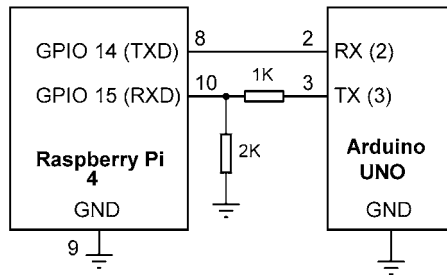 GPIO 14 (TXD) 8 2 RX (2)
GPIO 15 (RXD) 10 1K 3 TX (3)
2K
Raspberry Pi
4
Arduino
UNO
GND
GND
9